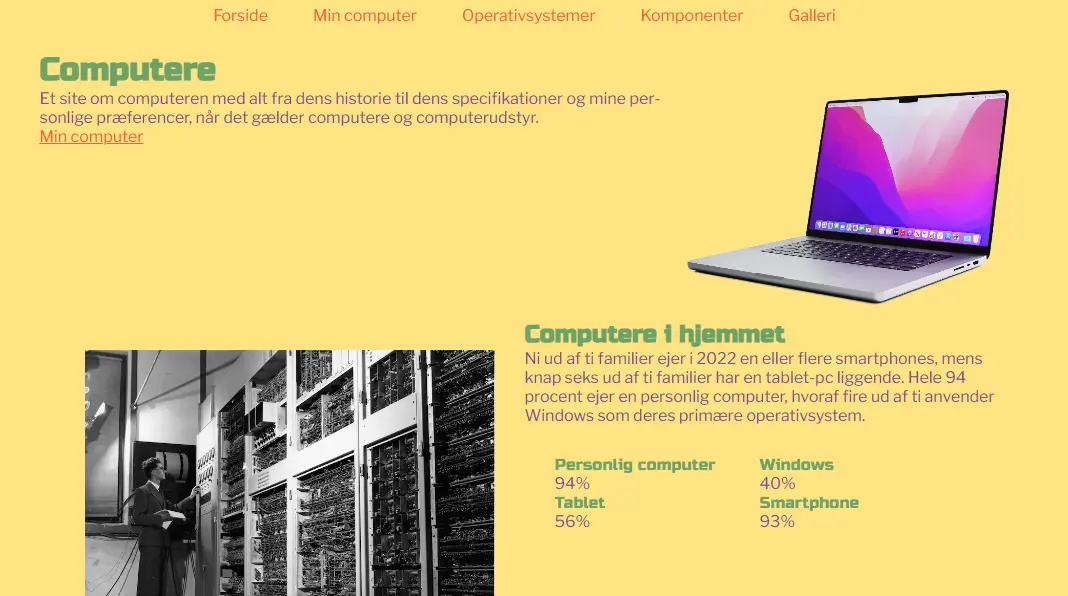 Forside Min computer Operativsystemer Komponenter Galleri
Computere
Et site om computeren med alt fra dens historie til dens specifikationer og mine per-
sonlige præferencer, når det gælder computere og computerudstyr.
Min computer
Computere i hjemmet
Ni ud af ti familier ejer i 2022 en eller flere smartphones, mens
knap seks ud af ti familier har en tablet-pc liggende. Hele 94
procent ejer en personlig computer, hvoraf fire ud af ti anvender
Windows som deres primære operativsystem.
Personlig computer Windows
94% 40%
Tablet Smartphone
56% 93%